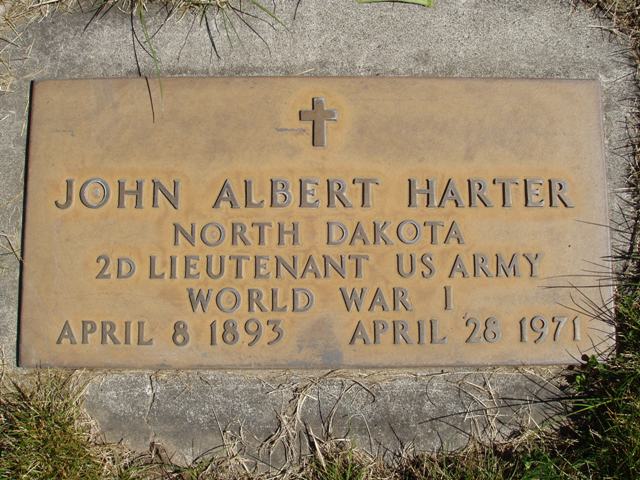 JOHN ALBERT HARTER
NORTH DAKOTA
2D LIEUTENANT US ARMY
WORLD WAR I
APRIL 8 1893 APRIL 28 1971